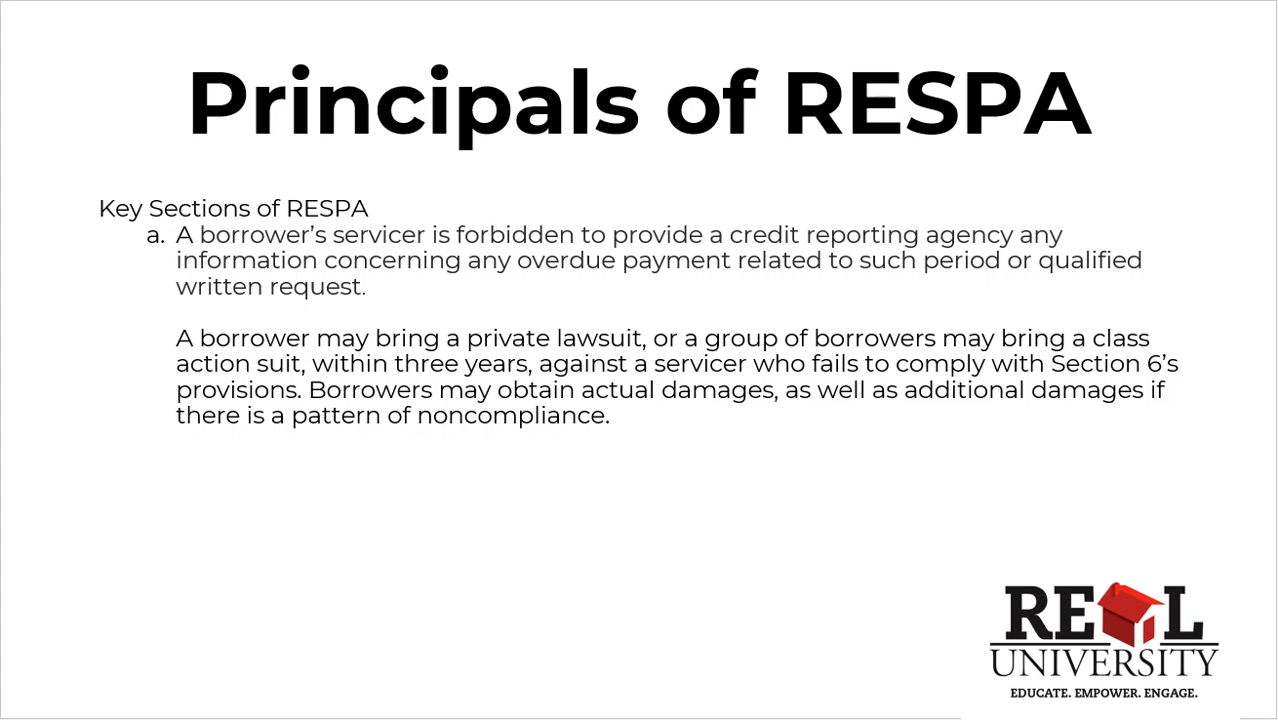 Principals of RESPA
Key Sections of RESPA
a. A borrower’s servicer is forbidden to provide a credit reporting agency any
information concerning any overdue payment related to such period or qualified
written request.
A borrower may bring a private lawsuit, or a group of borrowers may bring a class
action suit, within three years, against a servicer who fails to comply with Section 6’s
provisions. Borrowers may obtain actual damages, as well as additional damages if
there is a pattern of noncompliance.
REAL
UNIVERSITY
EDUCATE. EMPOWER. ENGAGE.